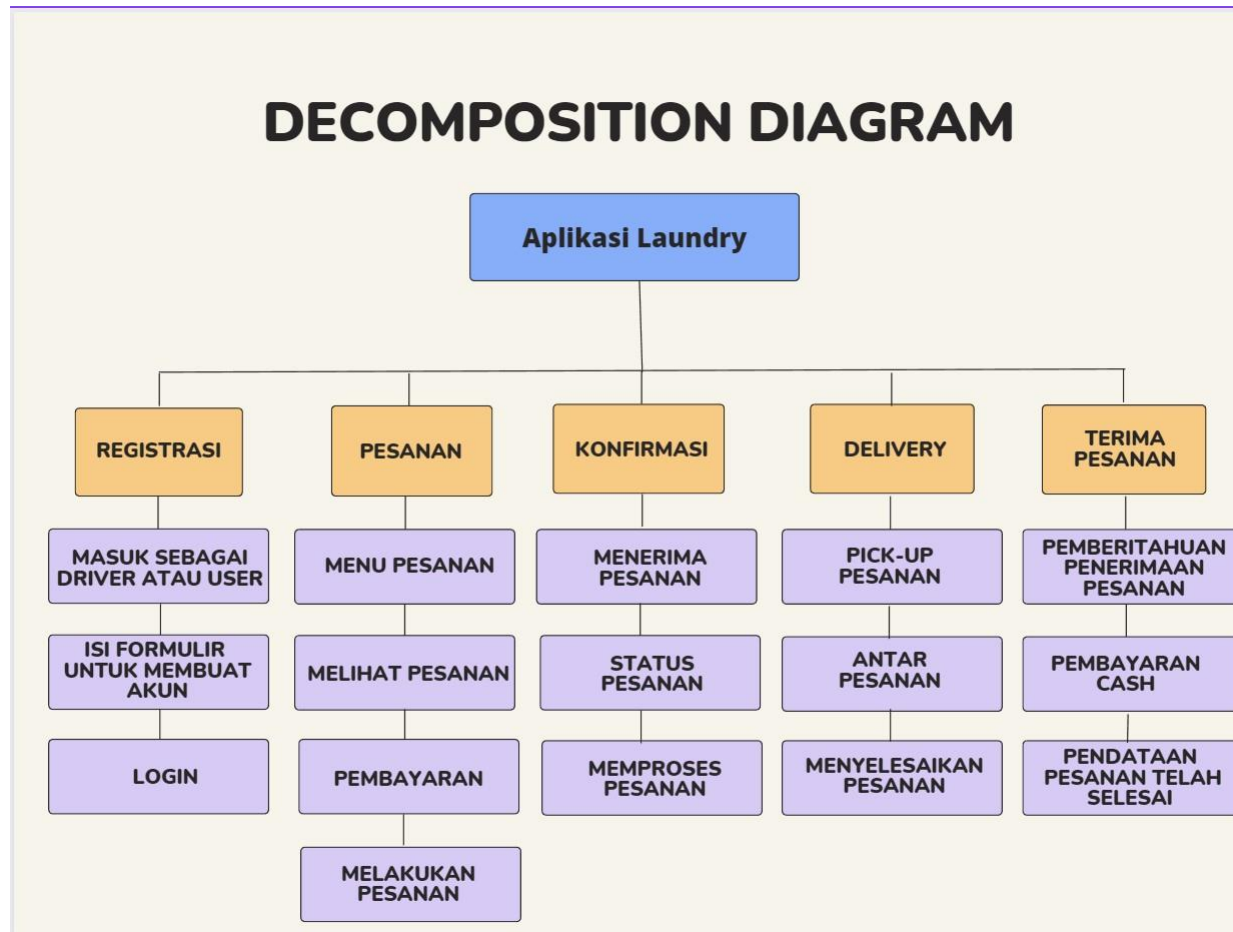 DECOMPOSITION DIAGRAM
Aplikasi Laundry
REGISTRASI
PESANAN
KONFIRMASI
DELIVERY
TERIMA
PESANAN
MASUK SEBAGAI
DRIVER ATAU USER
MENU PESANAN
MENERIMA
PESANAN
PICK-UP
PESANAN
PEMBERITAHUAN
PENERIMAAN
PESANAN
ISI FORMULIR
UNTUK MEMBUAT
AKUN
MELIHAT PESANAN
STATUS
PESANAN
ANTAR
PESANAN
PEMBAYARAN
CASH
LOGIN
PEMBAYARAN
MEMPROSES
PESANAN
MENYELESAIKAN
PESANAN
PENDATAAN
PESANAN TELAH
SELESAI
MELAKUKAN
PESANAN